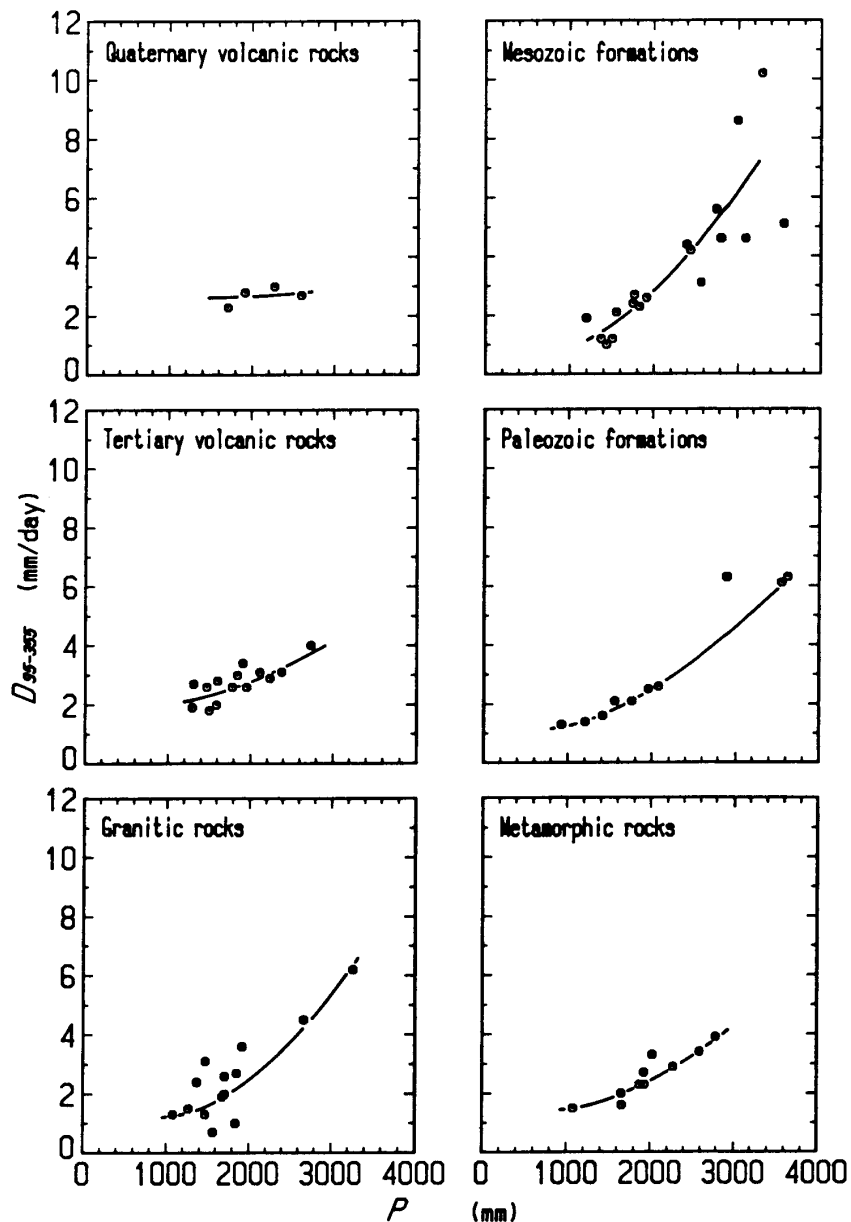 12
10
8
6
4
2
0
Quaternary volcanic rocks
Mesozoic formations
12
10
8
6
4
2
0
Tertiary volcanic rocks
Paleozoic formations
D95-355 (mm/day)
12
10
8
6
4
2
0
Granitic rocks
Metamorphic rocks
0 1000 2000 3000 4000
0 1000 2000 3000 4000
P (mm)